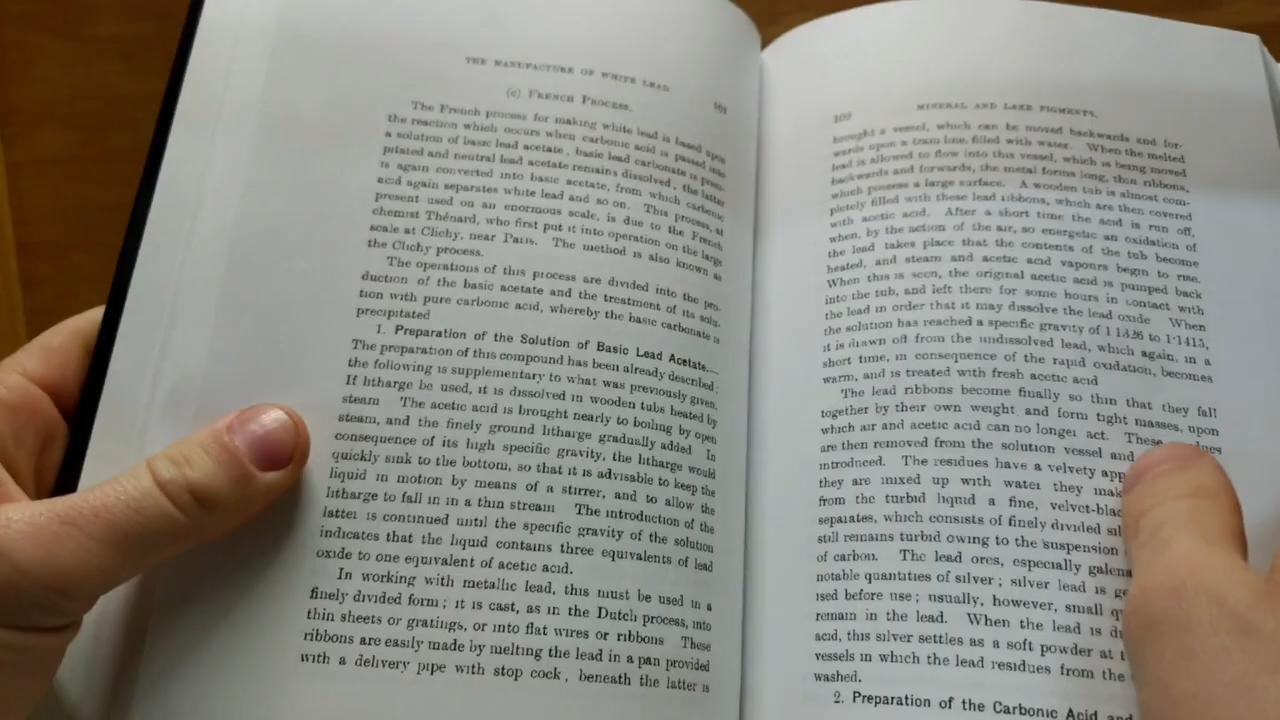 THE MANUFACTURE OF WHITE LEAD
101
(c) FRENCH PROCESS.
The French process for making white lead is based upon
the reaction which occurs when carbonic acid is passed into
a solution of basic lead acetate, basic lead carbonate is preci-
pitated and neutral lead acetate remains dissolved, the latter
is again converted into basic acetate, from which carbonic
acid again separates white lead and so on. This process, at
present used on an enormous scale, is due to the French
chemist Thénard, who first put it into operation on the large
scale at Clichy, near Paris. The method is also known as
the Clichy process.
The operations of this process are divided into the pro-
duction of the basic acetate and the treatment of its solu-
tion with pure carbonic acid, whereby the basic carbonate is
precipitated
1. Preparation of the Solution of Basic Lead Acetate.—
The preparation of this compound has been already described;
the following is supplementary to what was previously given.
If litharge be used, it is dissolved in wooden tubs heated by
steam The acetic acid is brought nearly to boiling by open
steam, and the finely ground litharge gradually added In
consequence of its high specific gravity, the litharge would
quickly sink to the bottom, so that it is advisable to keep the
liquid in motion by means of a stirrer, and to allow the
litharge to fall in in a thin stream The introduction of the
latter is continued until the specific gravity of the solution
indicates that the liquid contains three equivalents of lead
oxide to one equivalent of acetic acid.
In working with metallic lead, this must be used in a
finely divided form; it is cast, as in the Dutch process, into
thin sheets or gratings, or into flat wires or ribbons These
ribbons are easily made by melting the lead in a pan provided
with a delivery pipe with stop cock, beneath the latter is
MINERAL AND LAKE PIGMENTS.
brought a vessel, which can be moved backwards and for-
wards upon a tram line, filled with water. When the melted
lead is allowed to flow into this vessel, which is being moved
backwards and forwards, the metal forms long, thin ribbons,
which possess a large surface. A wooden tub is almost com-
pletely filled with these lead ribbons, which are then covered
with acetic acid. After a short time the acid is run off,
when, by the action of the air, so energetic an oxidation of
the lead takes place that the contents of the tub become
heated, and steam and acetic acid vapours begin to rise.
When this is seen, the original acetic acid is pumped back
into the tub, and left there for some hours in contact with
the lead in order that it may dissolve the lead oxide When
the solution has reached a specific gravity of 1 1326 to 1·1415,
it is drawn off from the undissolved lead, which again, in a
short time, in consequence of the rapid oxidation, becomes
warm, and is treated with fresh acetic acid
The lead ribbons become finally so thin that they fall
together by their own weight and form tight masses, upon
which air and acetic acid can no longer act. These
are then removed from the solution vessel and
introduced. The residues have a velvety app
they are mixed up with water they mak
from the turbid liquid a fine, velvet-blac
separates, which consists of finely divided sil
still remains turbid owing to the suspension
of carbon. The lead ores, especially galena
notable quantities of silver; silver lead is ge
ised before use; usually, however, small q
remain in the lead. When the lead is di
acid, this silver settles as a soft powder at t
vessels in which the lead residues from the
washed.
2. Preparation of the Carbonic Acid and